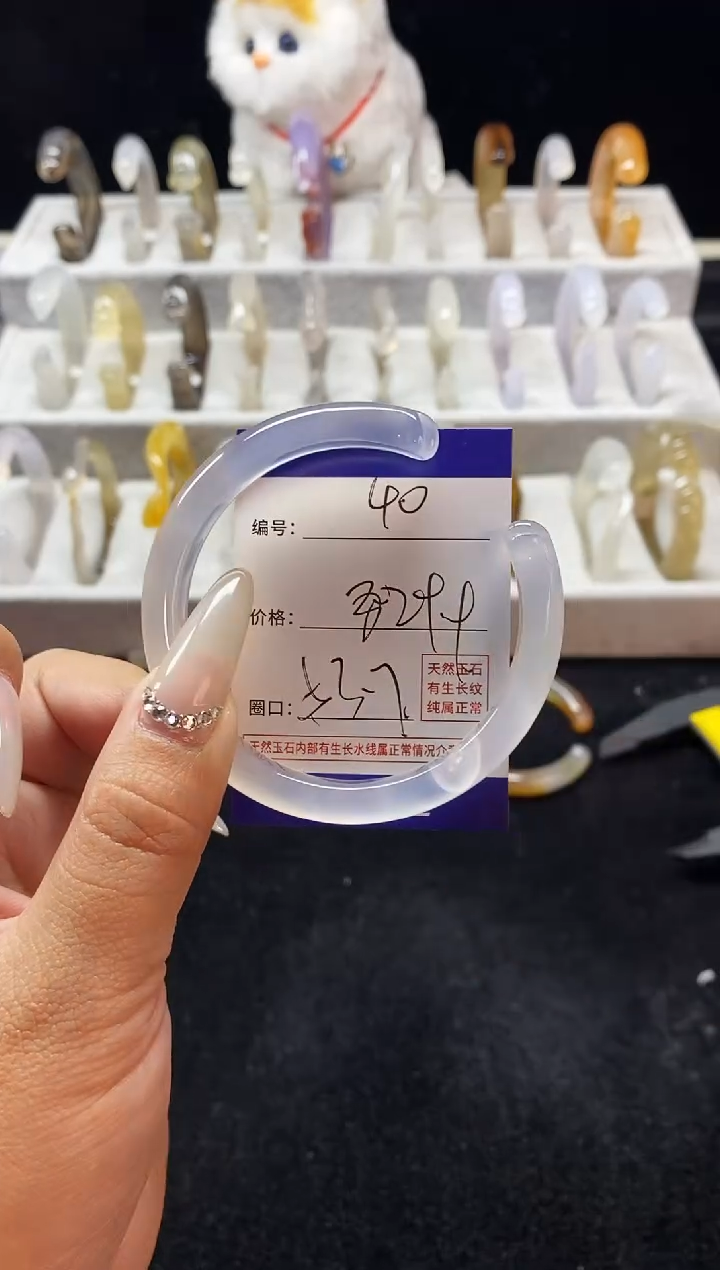 编号: 40
价格:
圈口:
天然玉石
有生长纹
纯属正常
天然玉石内部有生长水线属正常情况介